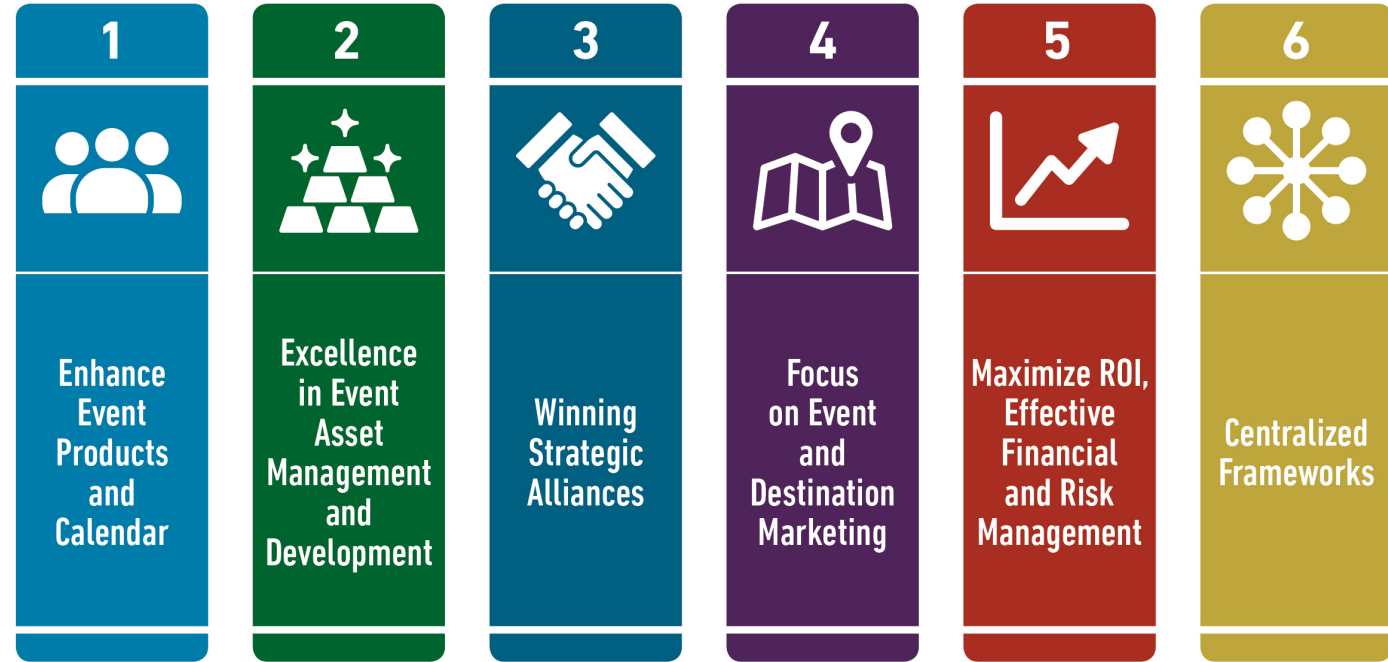 1
Enhance
Event
Products
and
Calendar
2
Excellence
in Event
Asset
Management
and
Development
3
Winning
Strategic
Alliances
4
Focus
on Event
and
Destination
Marketing
5
Maximize ROI,
Effective
Financial
and Risk
Management
6
Centralized
Frameworks